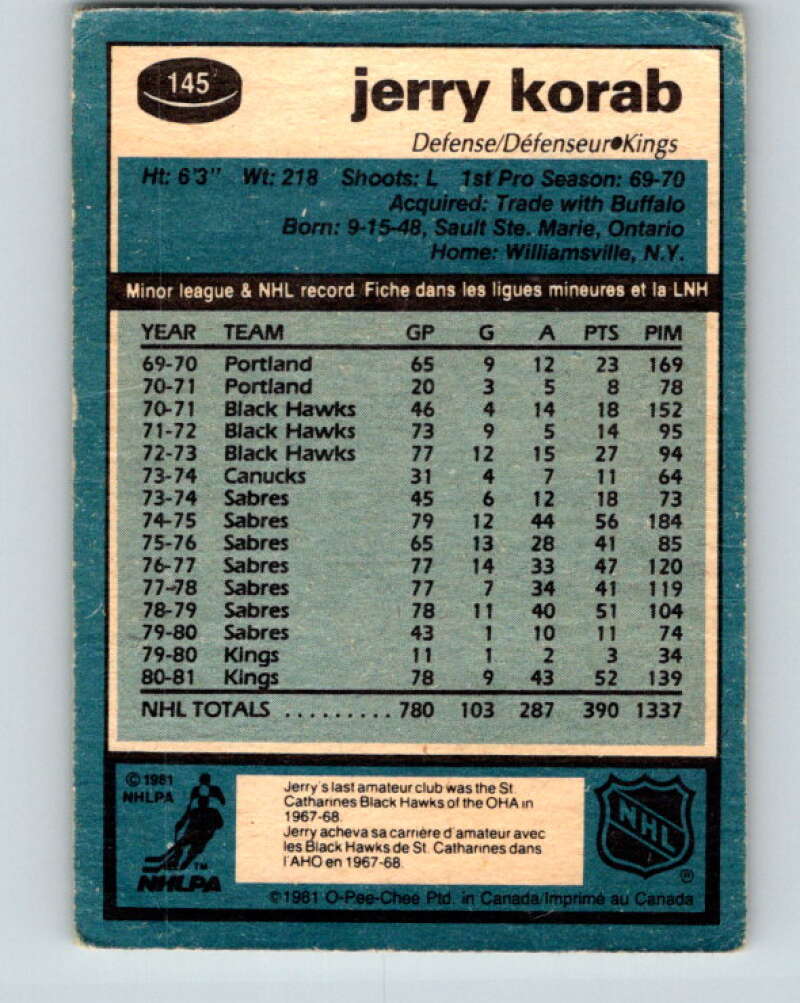 145
jerry korab
Defense/Défenseur●Kings
Ht: 6'3" Wt: 218 Shoots: L 1st Pro Season: 69-70
Acquired: Trade with Buffalo
Born: 9-15-48, Sault Ste. Marie, Ontario
Home: Williamsville, N.Y.
Minor league & NHL record Fiche dans les ligues mineures et la LNH
YEAR TEAM GP G A PTS PIM
69-70 Portland 65 9 12 23 169
70-71 Portland 20 3 5 8 78
70-71 Black Hawks 46 4 14 18 152
71-72 Black Hawks 73 9 5 14 95
72-73 Black Hawks 77 12 15 27 94
73-74 Canucks 31 4 7 11 64
73-74 Sabres 45 6 12 18 73
74-75 Sabres 79 12 44 56 184
75-76 Sabres 65 13 28 41 85
76-77 Sabres 77 14 33 47 120
77-78 Sabres 77 7 34 41 119
78-79 Sabres 78 11 40 51 104
79-80 Sabres 43 1 10 11 74
79-80 Kings 11 1 2 3 34
80-81 Kings 78 9 43 52 139
NHL TOTALS .......... 780 103 287 390 1337
© 1981
NHLPA
TM
NHLPA
Jerry's last amateur club was the St.
Catharines Black Hawks of the OHA in
1967-68.
Jerry acheva sa carrière d'amateur avec
les Black Hawks de St. Catharines dans
l'AHO en 1967-68.
NHL
®
©1981 O-Pee-Chee Ptd. in Canada/Imprimé au Canada